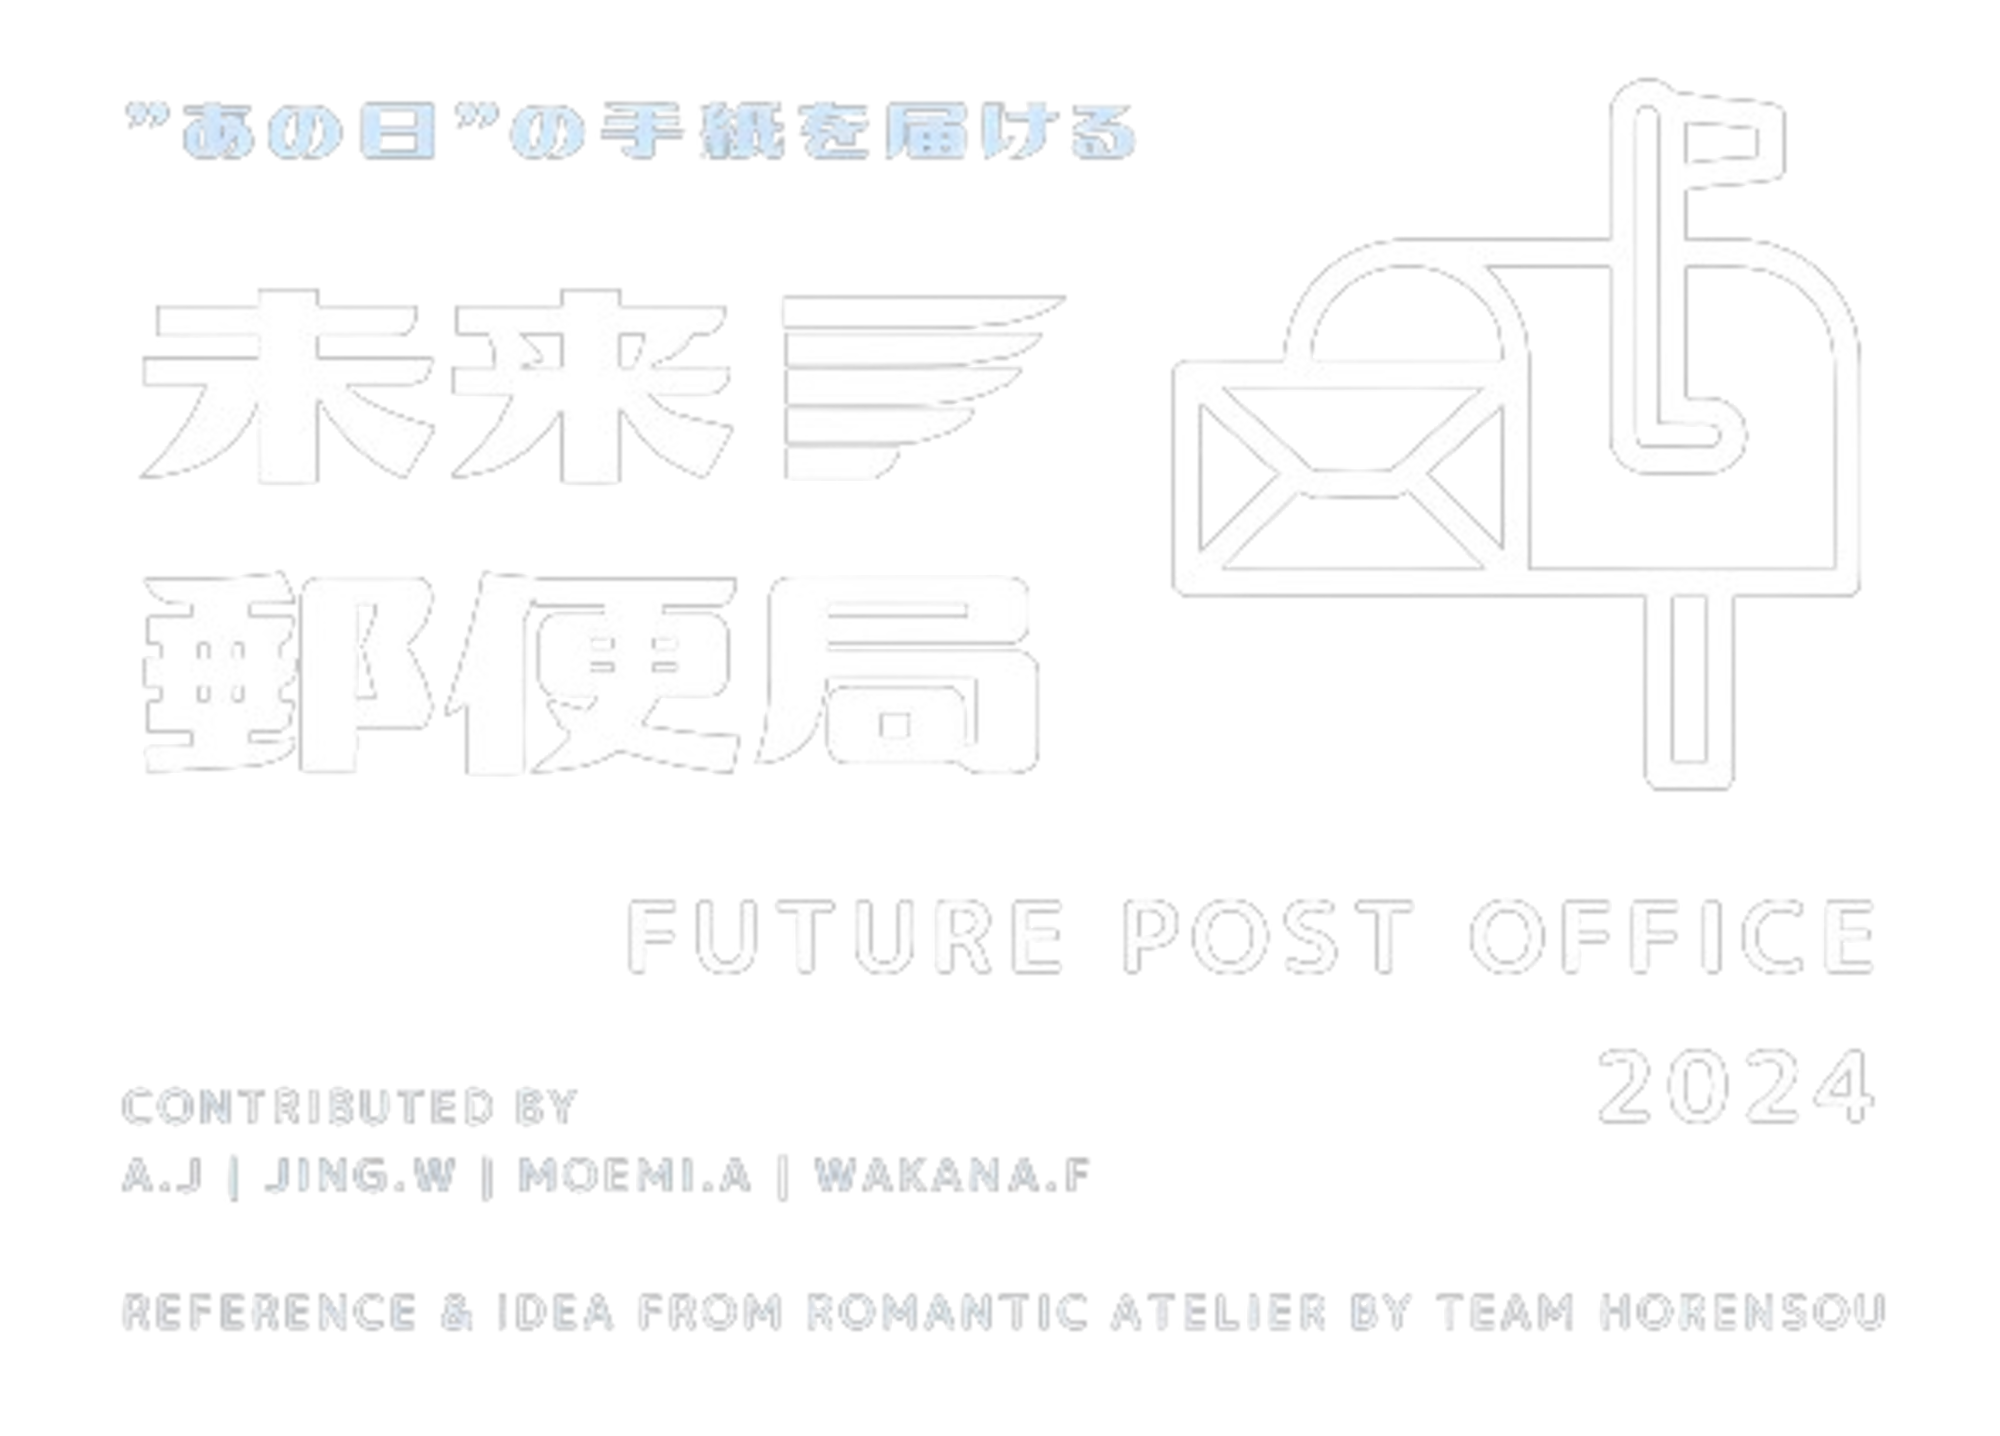 ”あの日”の手紙を届ける
未来
郵便局
FUTURE POST OFFICE
2024
CONTRIBUTED BY
A.J | JING.W | MOEMI.A | WAKANA.F
REFERENCE & IDEA FROM ROMANTIC ATELIER BY TEAM HORENSOU